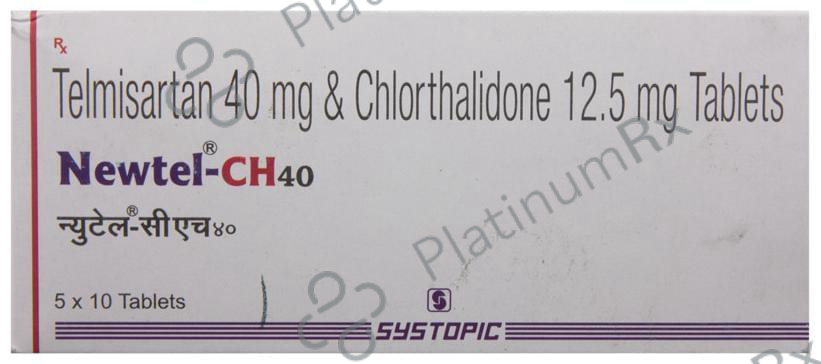 Rx
Telmisartan 40 mg & Chlorthalidone 12.5 mg Tablets
Newtel®-CH40
न्युटेल®-सीएच४०
5 x 10 Tablets
S
SYSTOPIC
PlatinumRx